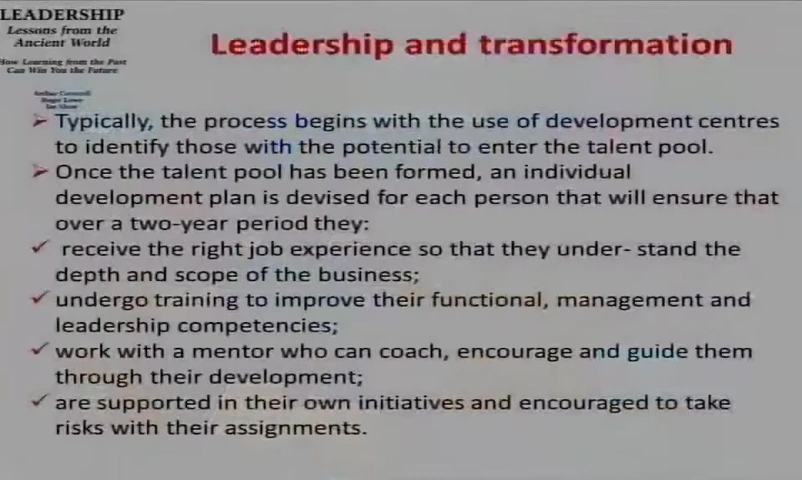 LEADERSHIP
Lessons from the
Ancient World
How Learning from the Past
Can Win You the Future
Leadership and transformation
➢ Typically, the process begins with the use of development centres
to identify those with the potential to enter the talent pool.
➢ Once the talent pool has been formed, an individual
development plan is devised for each person that will ensure that
over a two-year period they:
✓ receive the right job experience so that they under- stand the
depth and scope of the business;
✓ undergo training to improve their functional, management and
leadership competencies;
✓ work with a mentor who can coach, encourage and guide them
through their development;
✓ are supported in their own initiatives and encouraged to take
risks with their assignments.